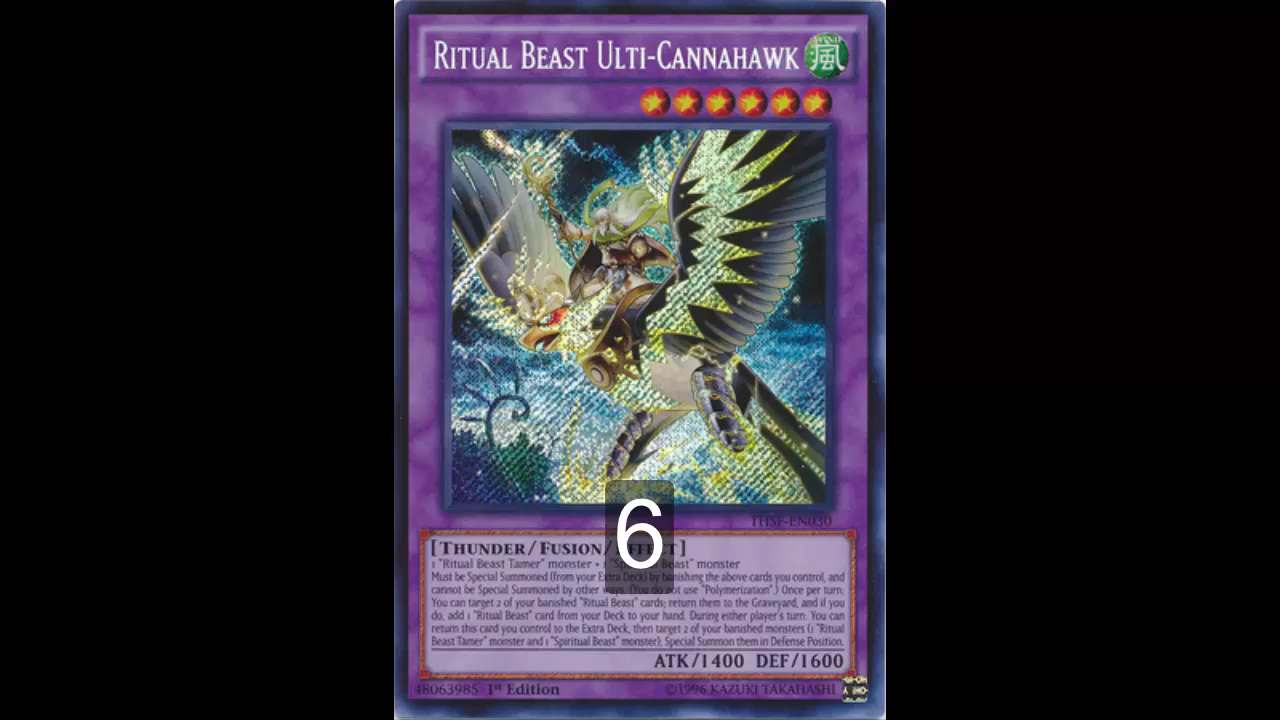 RITUAL BEAST ULTI-CANNAHAWK
WIND
風
THSF-EN030
6
[THUNDER/FUSION/EFFECT]
1 "Ritual Beast Tamer" monster + 1 "Spiritual Beast" monster
Must be Special Summoned (from your Extra Deck) by banishing the above cards you control, and
cannot be Special Summoned by other ways. (You do not use "Polymerization".) Once per turn:
You can target 2 of your banished "Ritual Beast" cards; return them to the Graveyard, and if you
do, add 1 "Ritual Beast" card from your Deck to your hand. During either player's turn: You can
return this card you control to the Extra Deck, then target 2 of your banished monsters (1 "Ritual
Beast Tamer" monster and 1 "Spiritual Beast" monster); Special Summon them in Defense Position.
ATK/1400 DEF/1600
48063985 1st Edition
©1996 KAZUKI TAKAHASHI